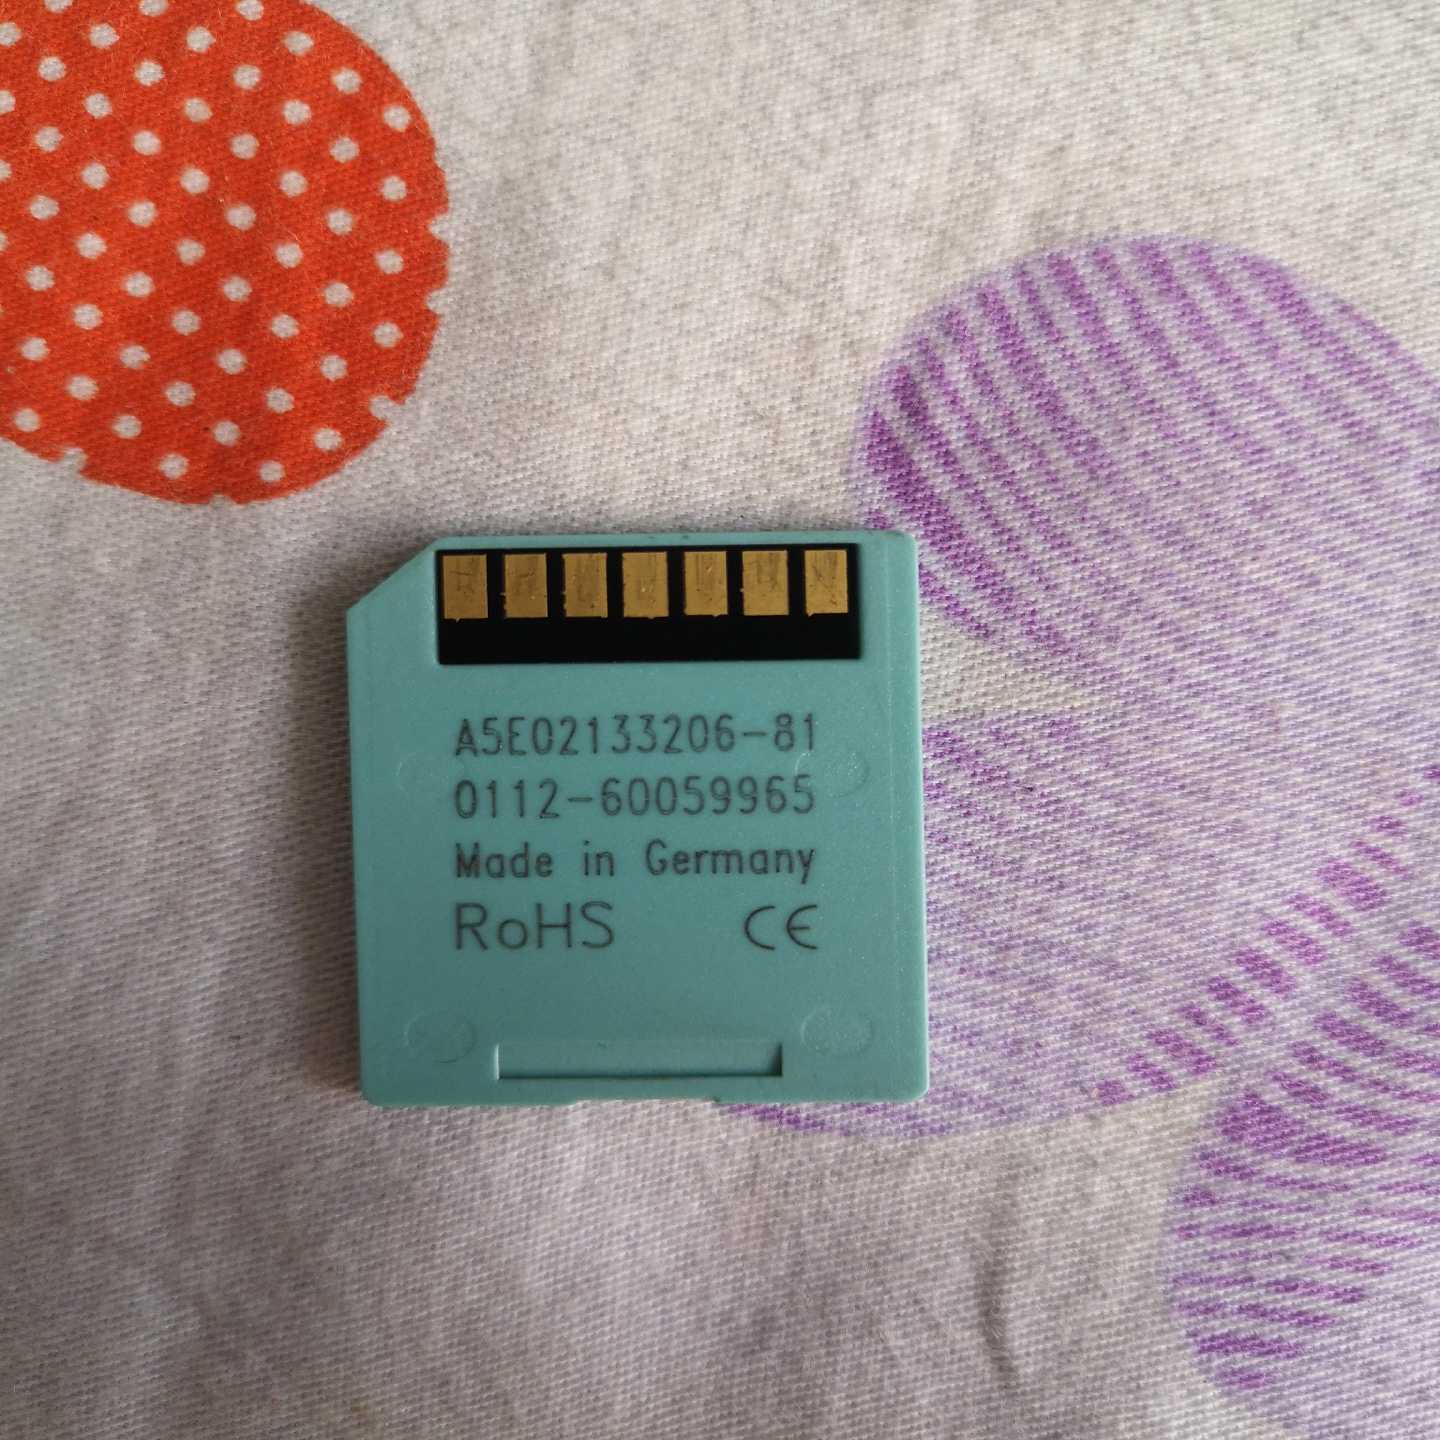 A5E02133206-81
0112-60059965
Made in Germany
RoHS CE